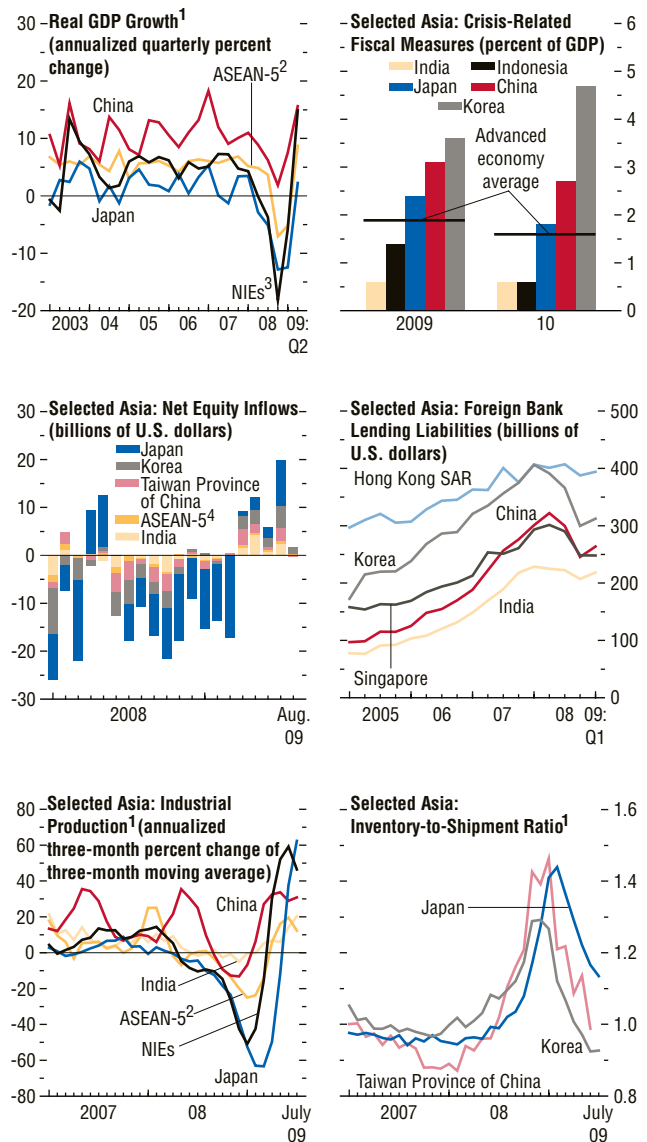 Real GDP Growth1
(annualized quarterly percent
change)
30
20
10
0
-10
-20
ASEAN-52
China
Japan
NIEs3
2003 04 05 06 07 08 09:
Q2
Selected Asia: Crisis-Related
Fiscal Measures (percent of GDP)
India
Indonesia
Japan
China
Korea
Advanced
economy
average
6
5
4
3
2
1
0
2009 10
Selected Asia: Net Equity Inflows
(billions of U.S. dollars)
Japan
Korea
Taiwan Province
of China
ASEAN-54
India
30
20
10
0
-10
-20
-30
2008 Aug.
09
Selected Asia: Foreign Bank
Lending Liabilities (billions of
U.S. dollars)
Hong Kong SAR
China
Korea
India
Singapore
500
400
300
200
100
0
2005 06 07 08 09:
Q1
Selected Asia: Industrial
Production1 (annualized
three-month percent change of
three-month moving average)
80
60
40
20
0
-20
-40
-60
-80
China
India
ASEAN-52
NIEs
Japan
2007 08 July
09
Selected Asia:
Inventory-to-Shipment Ratio1
Japan
Korea
Taiwan Province of China
1.6
1.4
1.2
1.0
0.8
2007 08 July
09